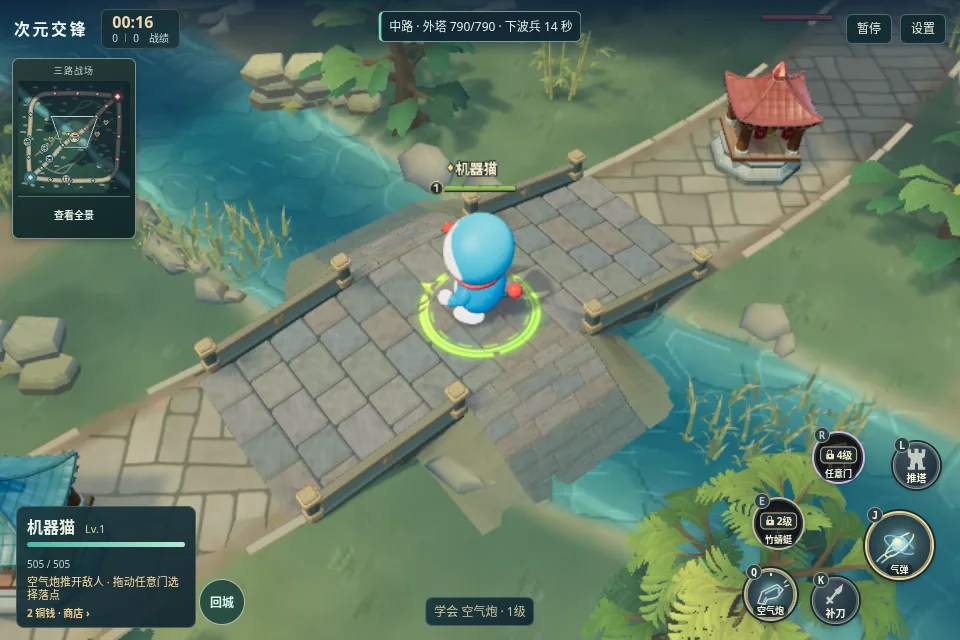 次元交锋
00:16
0 | 0 战绩
中路 · 外塔 790/790 · 下波兵 14 秒
暂停
设置
三路战场
查看全景
机器猫
1
R
4级
任意门
L
推塔
E
2级
竹蜻蜓
J
气弹
Q
空气炮
K
补刀
机器猫 Lv.1
505 / 505
空气炮推开敌人 · 拖动任意门选
择落点
2 铜钱 · 商店 ›
回城
学会 空气炮 · 1级